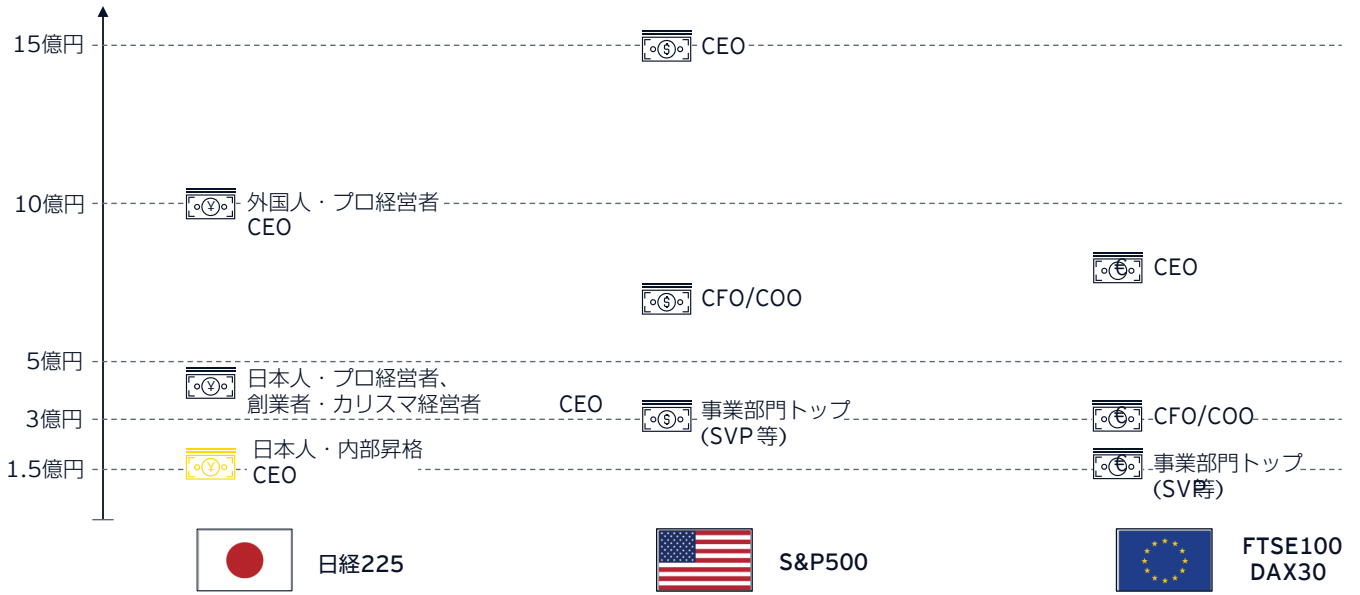 15億円
CEO
10億円
外国人・プロ経営者
CEO
CEO
CFO/COO
5億円
日本人・プロ経営者、
創業者・カリスマ経営者 CEO
3億円
事業部門トップ
(SVP等)
CFO/COO
日本人・内部昇格
CEO
1.5億円
事業部門トップ
(SVP等)
日経225
S&P500
FTSE100
DAX30